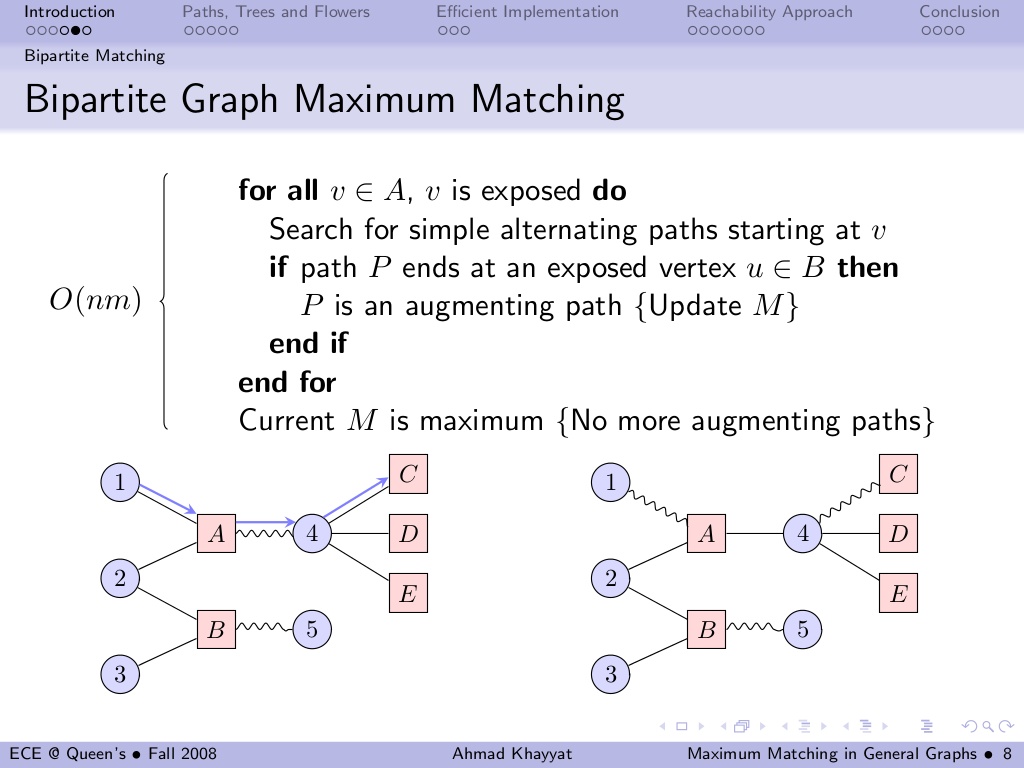 Introduction Paths, Trees and Flowers Efficient Implementation Reachability Approach Conclusion
Bipartite Matching
Bipartite Graph Maximum Matching
for all v ∈ A, v is exposed do
Search for simple alternating paths starting at v
if path P ends at an exposed vertex u ∈ B then
O(nm)
P is an augmenting path {Update M}
end if
end for
Current M is maximum {No more augmenting paths}
1 C 1 C
A 4 D A 4 D
2 E 2 E
B 5 B 5
3 3
ECE @ Queen's • Fall 2008 Ahmad Khayyat Maximum Matching in General Graphs • 8